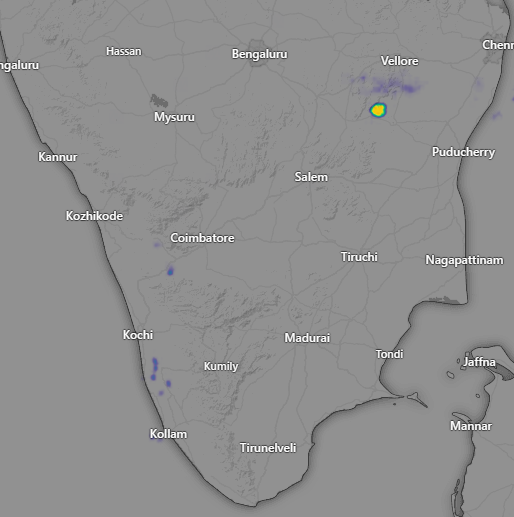 Hassan
Bengaluru
Vellore
Chenn
ngaluru
Mysuru
Kannur
Puducherry
Salem
Kozhikode
Coimbatore
Tiruchi
Nagapattinam
Kochi
Madurai
Tondi
Kumily
Jaffna
Kollam
Mannar
Tirunelveli